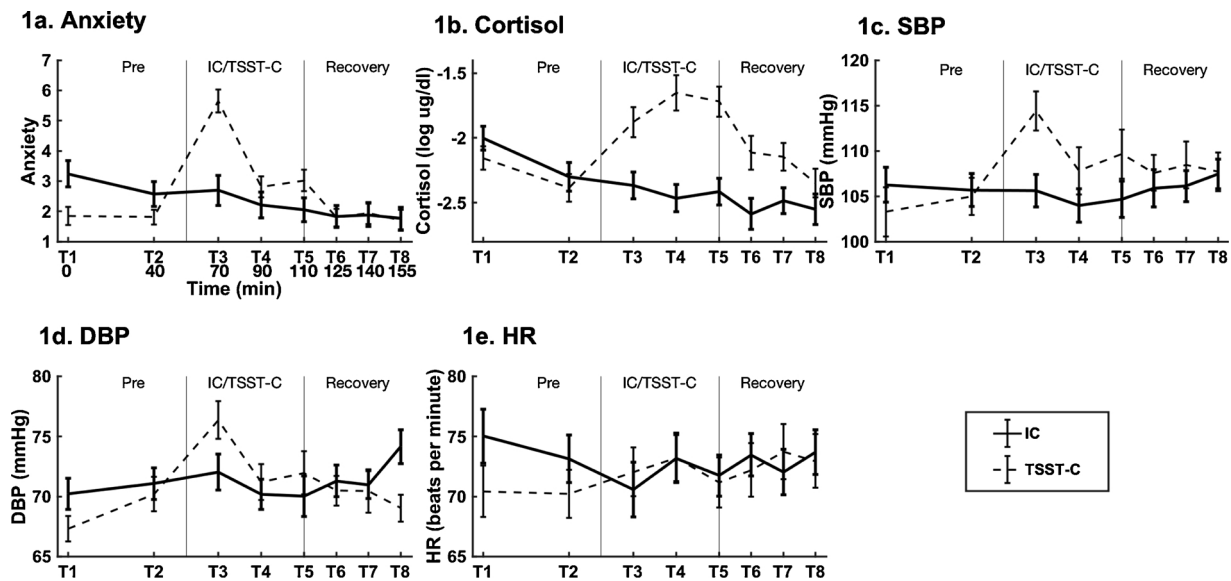 1a. Anxiety
Anxiety
7
6
5
4
3
2
1
Pre
IC/TSST-C
Recovery
T1 T2 T3 T4 T5 T6 T7 T8
0 40 70 90 110 125 140 155
Time (min)
1b. Cortisol
Cortisol (log ug/dl)
-1.5
-2
-2.5
Pre
IC/TSST-C
Recovery
T1 T2 T3 T4 T5 T6 T7 T8
1c. SBP
SBP (mmHg)
120
115
110
105
100
Pre
IC/TSST-C
Recovery
T1 T2 T3 T4 T5 T6 T7 T8
1d. DBP
DBP (mmHg)
80
75
70
65
Pre
IC/TSST-C
Recovery
T1 T2 T3 T4 T5 T6 T7 T8
1e. HR
HR (beats per minute)
80
75
70
65
Pre
IC/TSST-C
Recovery
T1 T2 T3 T4 T5 T6 T7 T8
IC
TSST-C